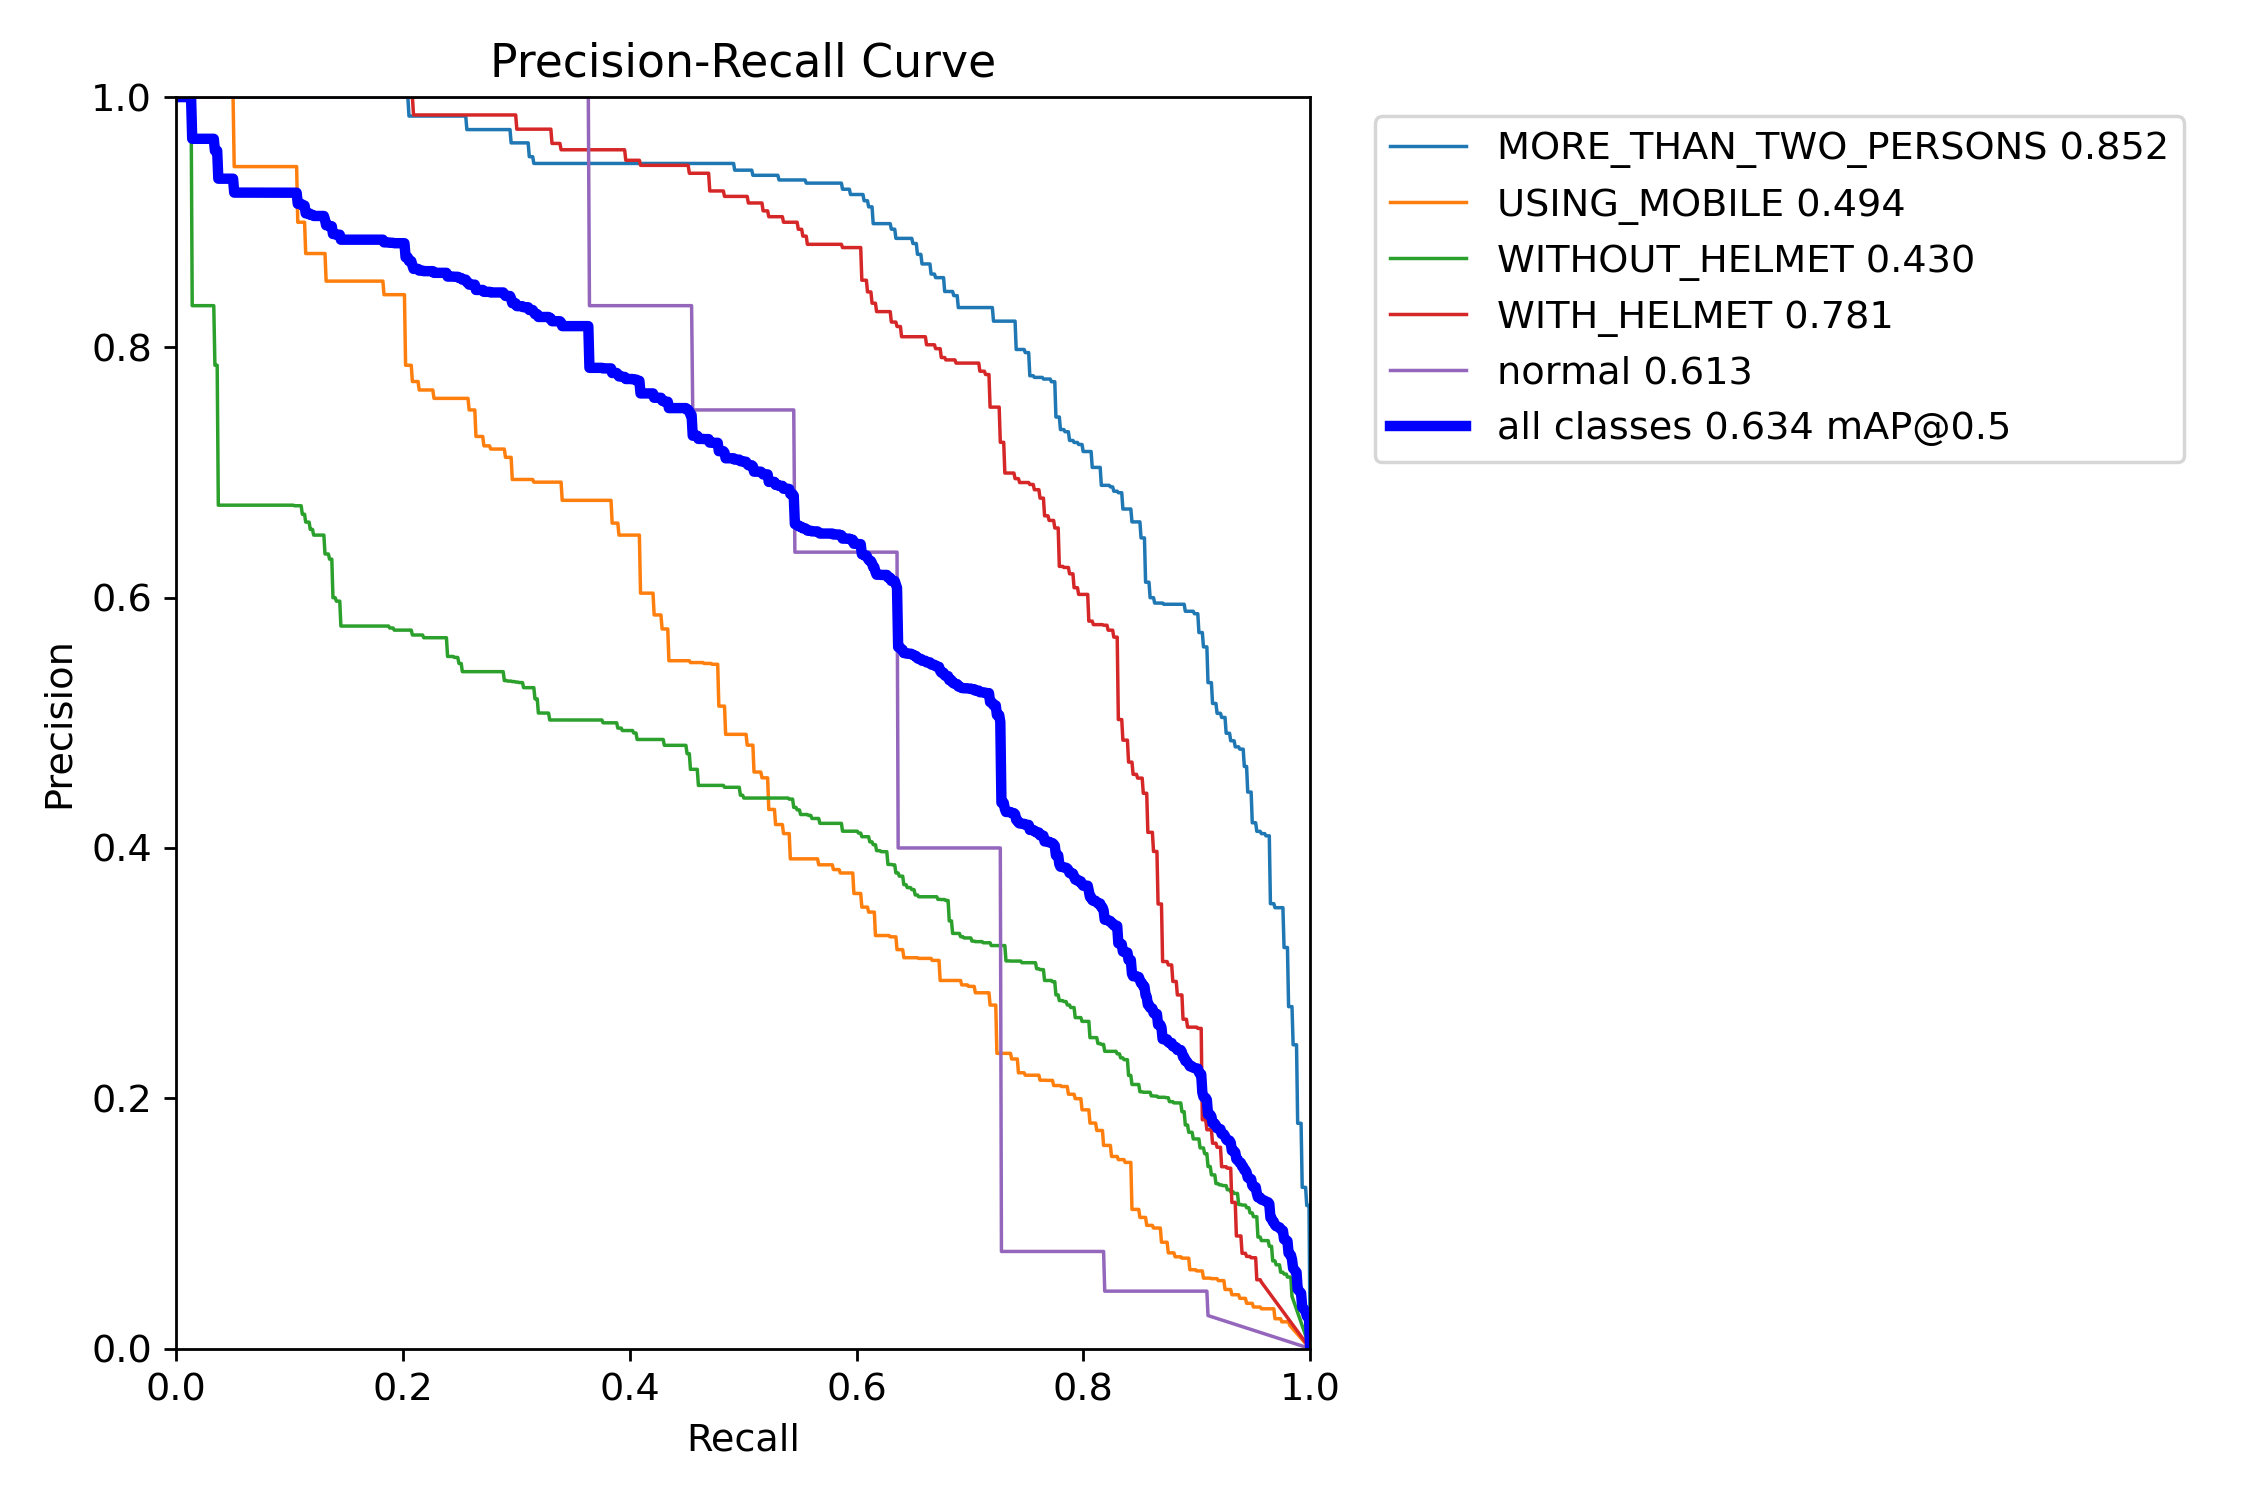 Precision-Recall Curve
1.0
0.8
0.6
0.4
0.2
0.0
Precision
0.0 0.2 0.4 0.6 0.8 1.0
Recall
MORE_THAN_TWO_PERSONS 0.852
USING_MOBILE 0.494
WITHOUT_HELMET 0.430
WITH_HELMET 0.781
normal 0.613
all classes 0.634 mAP@0.5